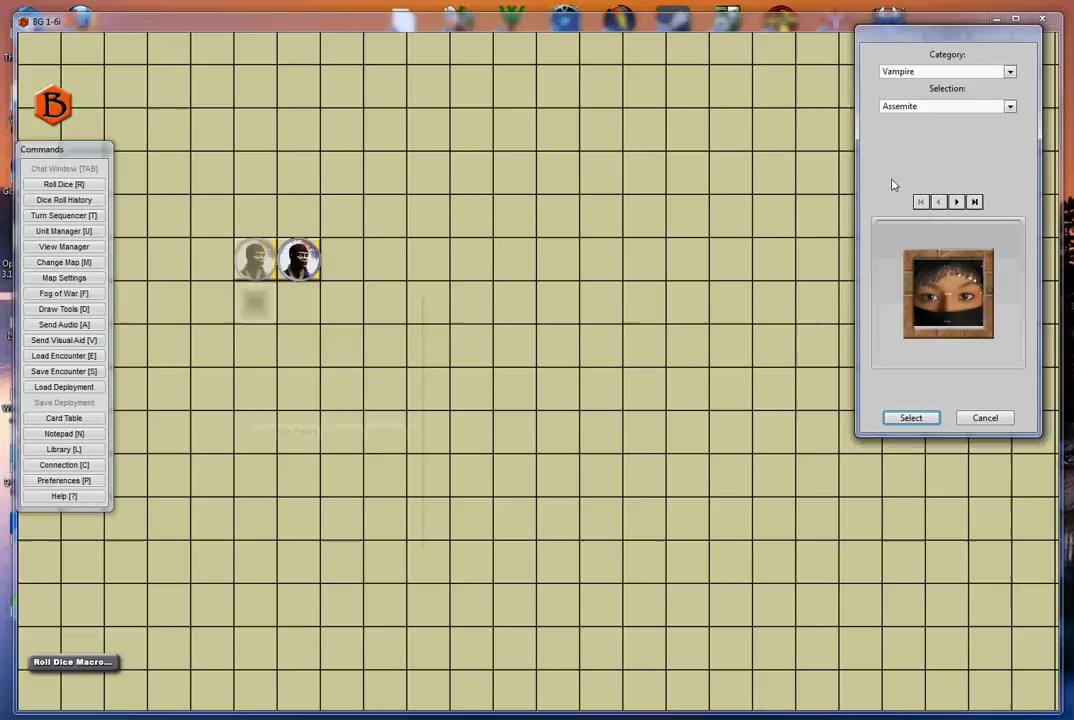 BG 1-6i
B
Commands
Chat Window [TAB]
Roll Dice [R]
Dice Roll History
Turn Sequencer [T]
Unit Manager [U]
View Manager
Change Map [M]
Map Settings
Fog of War [F]
Draw Tools [D]
Send Audio [A]
Send Visual Aid [V]
Load Encounter [E]
Save Encounter [S]
Load Deployment
Save Deployment
Card Table
Notepad [N]
Library [L]
Connection [C]
Preferences [P]
Help [?]
Roll Dice Macro...
Category:
Vampire
Selection:
Assemite
Select
Cancel